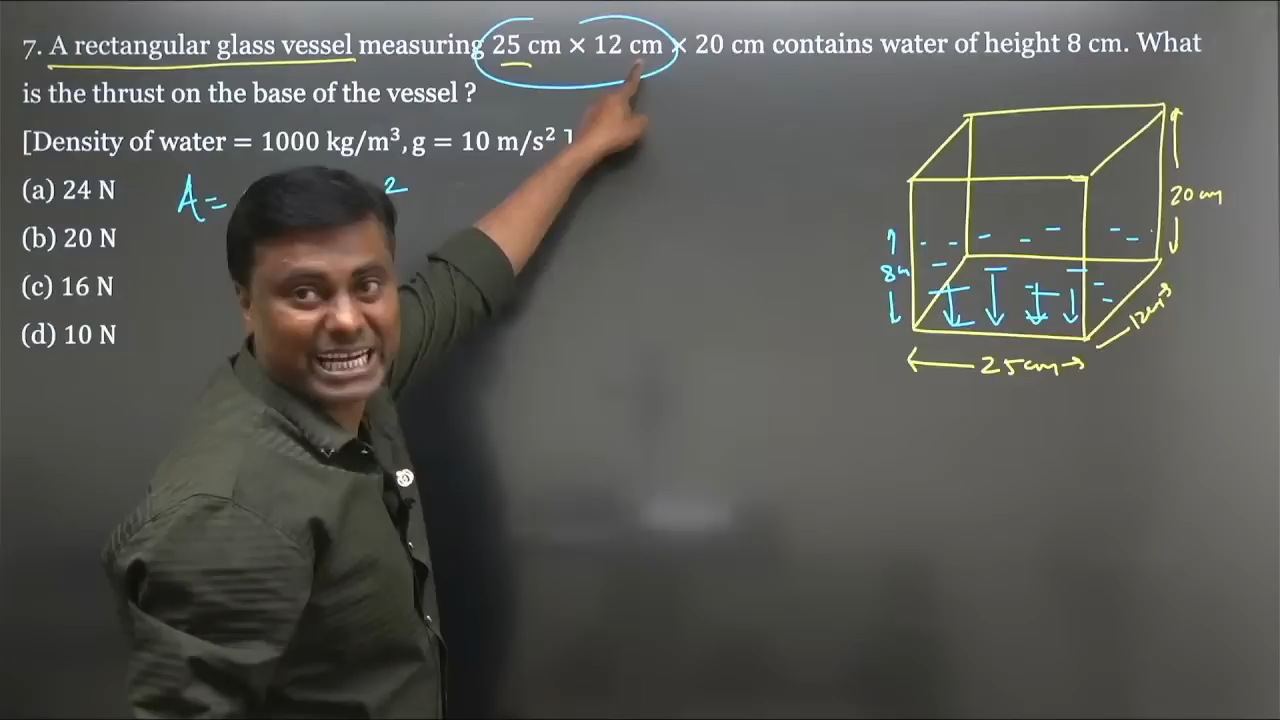 7. A rectangular glass vessel measuring 25 cm × 12 cm × 20 cm contains water of height 8 cm. What
is the thrust on the base of the vessel ?
[Density of water = 1000 kg/m³, g = 10 m/s² ]
(a) 24 N
(b) 20 N
(c) 16 N
(d) 10 N
A = 2
20 cm
8
12cm
25cm